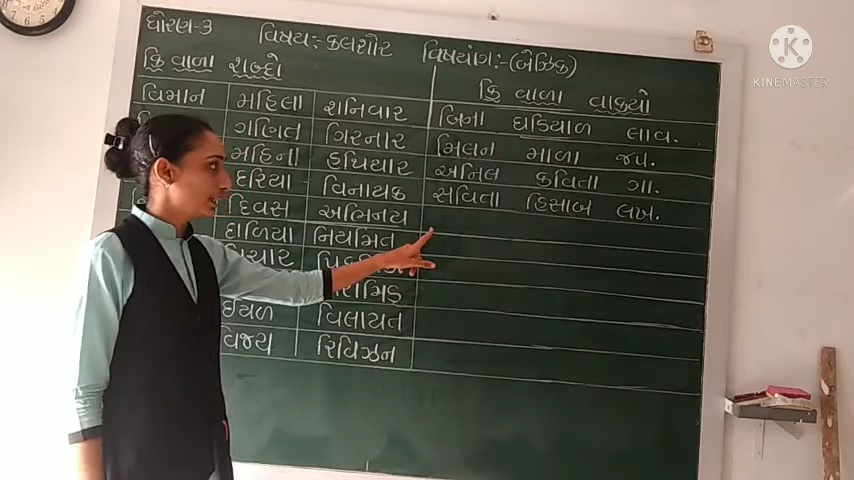 ધોરણ-૩ વિષય:- કલશોર વિષયાંગ:-(બેઝિક)
કિ વાળા શબ્દો
કિ વાળા વાક્યો
વિમાન મહિલા શનિવાર
ગણિત ગિરનાર
મહિના હથિયાર
દરિયા વિનાયક
દિવસ અભિનય
દાળિયા નિયમિત
ઈયળ વિલાયત
વિજય રિવિઝન
બિના ઘડિયાળ લાવ.
મિલન માળા જપ.
અનિલ કવિતા ગા.
સવિતા હિસાબ લખ.
KINEMASTER